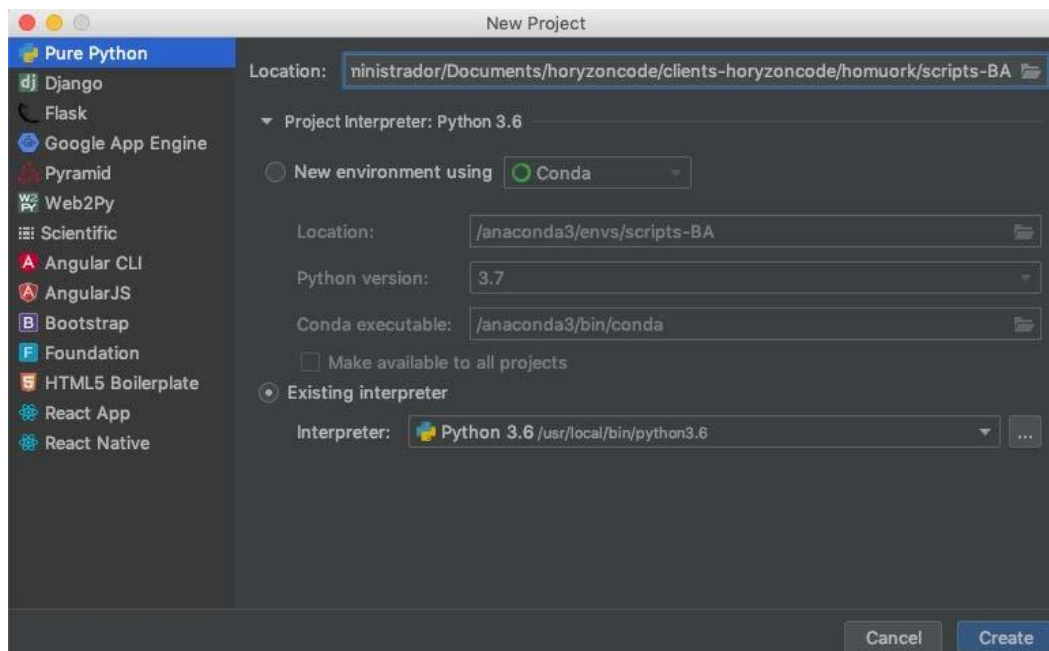 New Project
Pure Python
Django
Flask
Google App Engine
Pyramid
Web2Py
Scientific
Angular CLI
AngularJS
Bootstrap
Foundation
HTML5 Boilerplate
React App
React Native
Location: ministrador/Documents/horyzoncode/clients-horyzoncode/homuork/scripts-BA
Project Interpreter: Python 3.6
New environment using Conda
Location: /anaconda3/envs/scripts-BA
Python version: 3.7
Conda executable: /anaconda3/bin/conda
Make available to all projects
Existing interpreter
Interpreter: Python 3.6 /usr/local/bin/python3.6 ...
Cancel Create